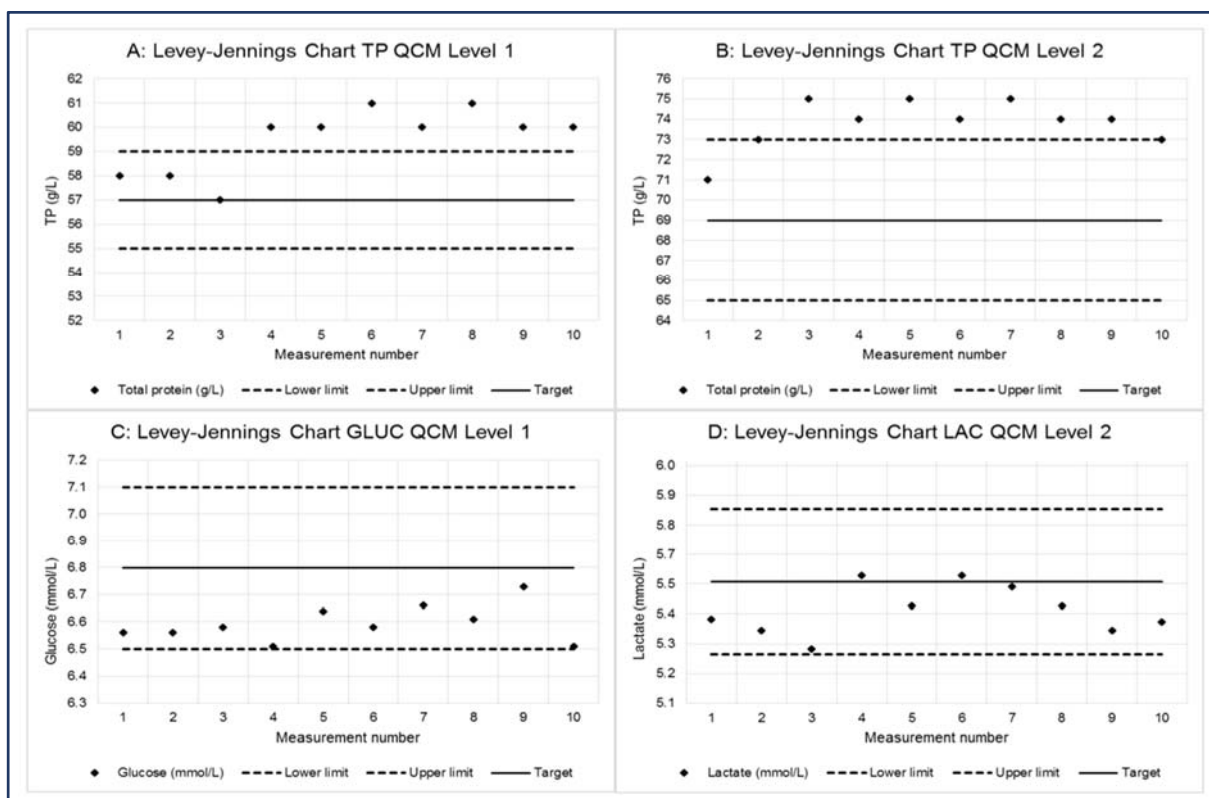 A: Levey-Jennings Chart TP QCM Level 1
TP (g/L)
62
61
60
59
58
57
56
55
54
53
52
1 2 3 4 5 6 7 8 9 10
Measurement number
Total protein (g/L) Lower limit Upper limit Target
B: Levey-Jennings Chart TP QCM Level 2
TP (g/L)
76
75
74
73
72
71
70
69
68
67
66
65
64
1 2 3 4 5 6 7 8 9 10
Measurement number
Total protein (g/L) Lower limit Upper limit Target
C: Levey-Jennings Chart GLUC QCM Level 1
Glucose (mmol/L)
7.2
7.1
7.0
6.9
6.8
6.7
6.6
6.5
6.4
6.3
1 2 3 4 5 6 7 8 9 10
Measurement number
Glucose (mmol/L) Lower limit Upper limit Target
D: Levey-Jennings Chart LAC QCM Level 2
Lactate (mmol/L)
6.0
5.9
5.8
5.7
5.6
5.5
5.4
5.3
5.2
5.1
1 2 3 4 5 6 7 8 9 10
Measurement number
Lactate (mmol/L) Lower limit Upper limit Target